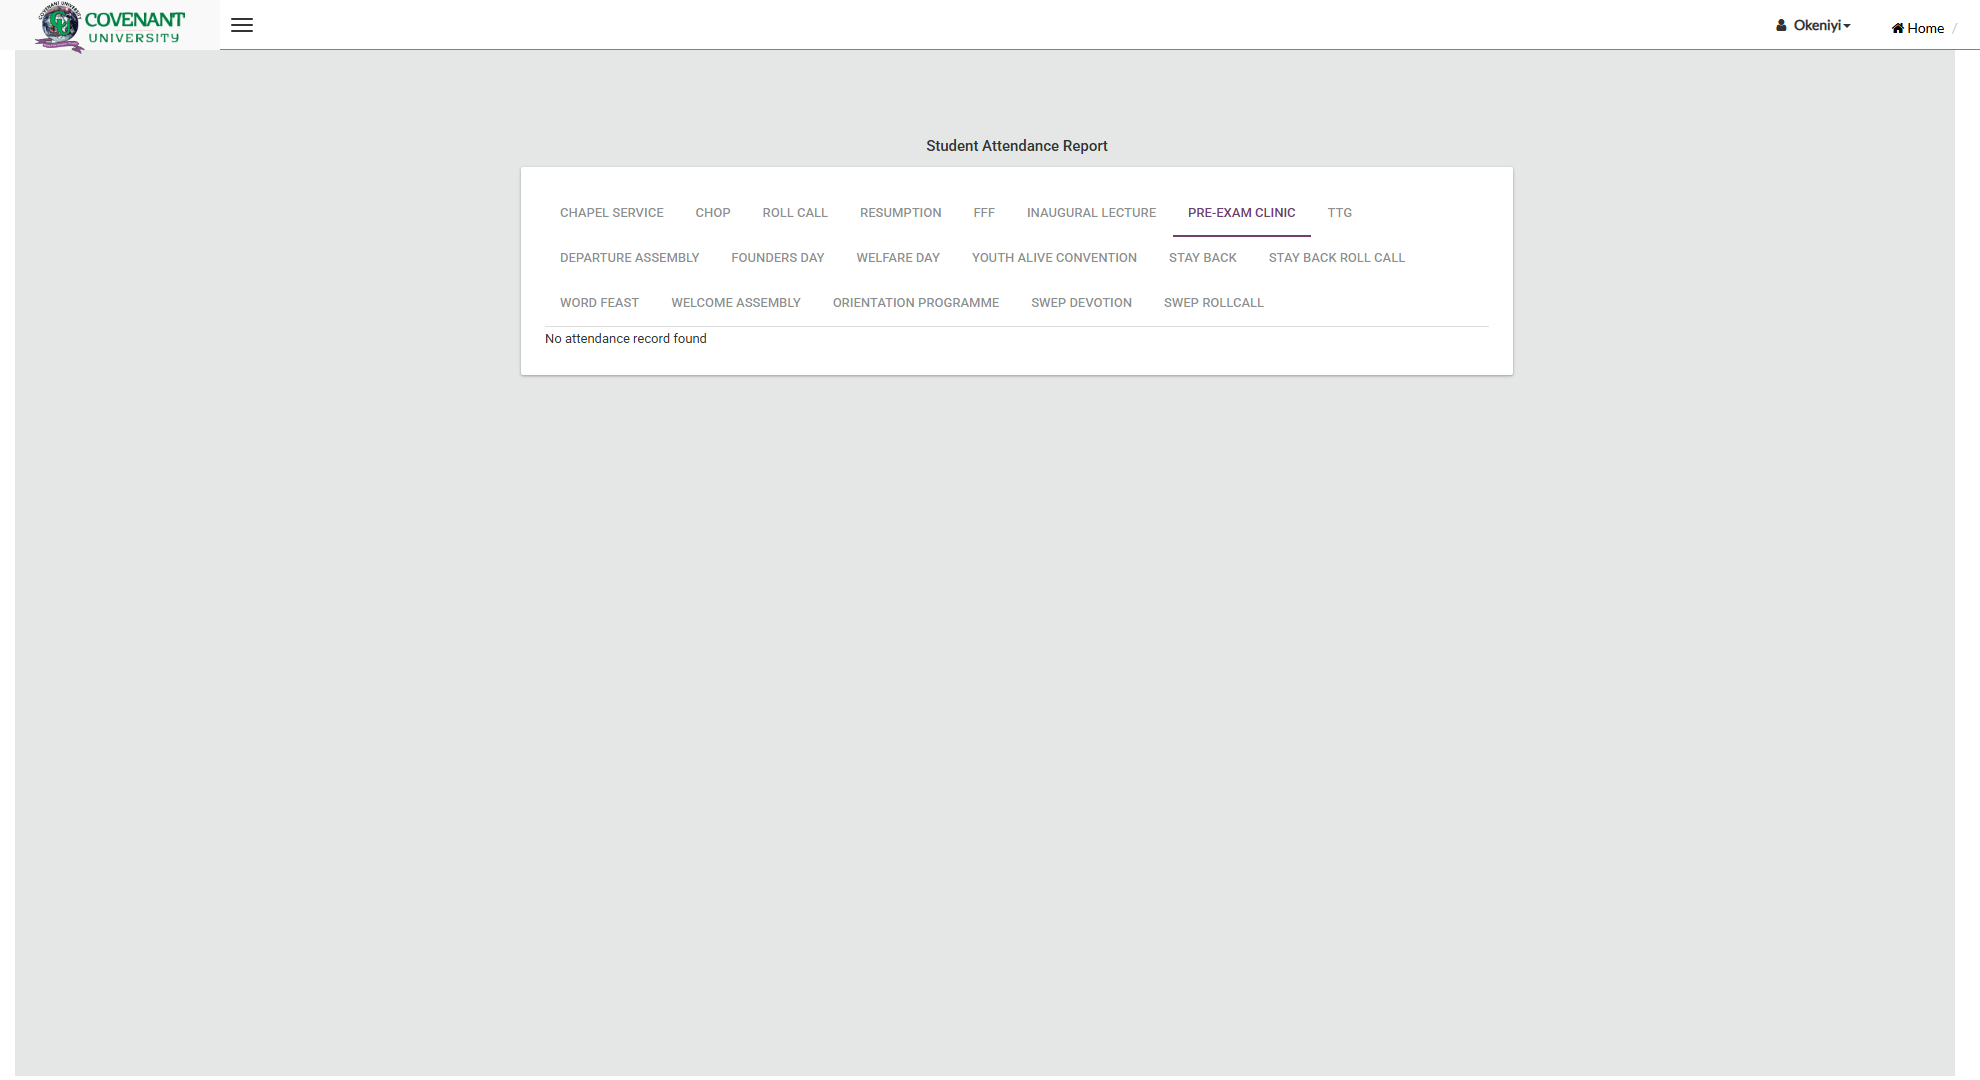 COVENANT
UNIVERSITY
Okeniyi
Home /
Student Attendance Report
CHAPEL SERVICE CHOP ROLL CALL RESUMPTION FFF INAUGURAL LECTURE PRE-EXAM CLINIC TTG
DEPARTURE ASSEMBLY FOUNDERS DAY WELFARE DAY YOUTH ALIVE CONVENTION STAY BACK STAY BACK ROLL CALL
WORD FEAST WELCOME ASSEMBLY ORIENTATION PROGRAMME SWEP DEVOTION SWEP ROLLCALL
No attendance record found